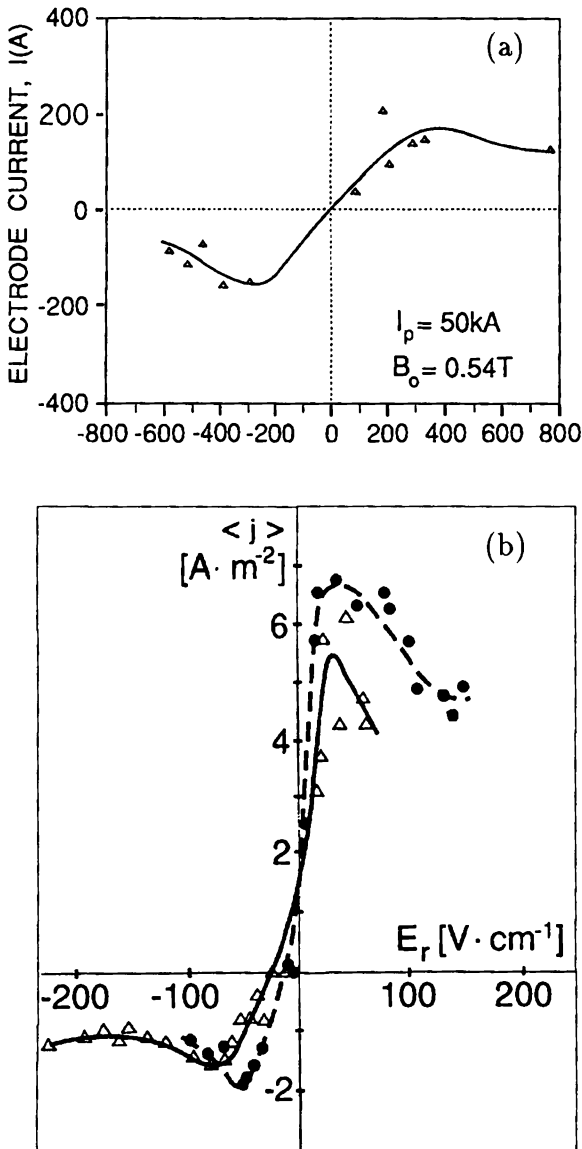 ELECTRODE CURRENT, I(A)
400
(a)
200
0
-200
I_p = 50kA
B_o = 0.54T
-400
-800 -600 -400 -200 0 200 400 600 800
< j >
[A · m⁻²]
(b)
6
4
2
E_r [V · cm⁻¹]
-200 -100 100 200
-2